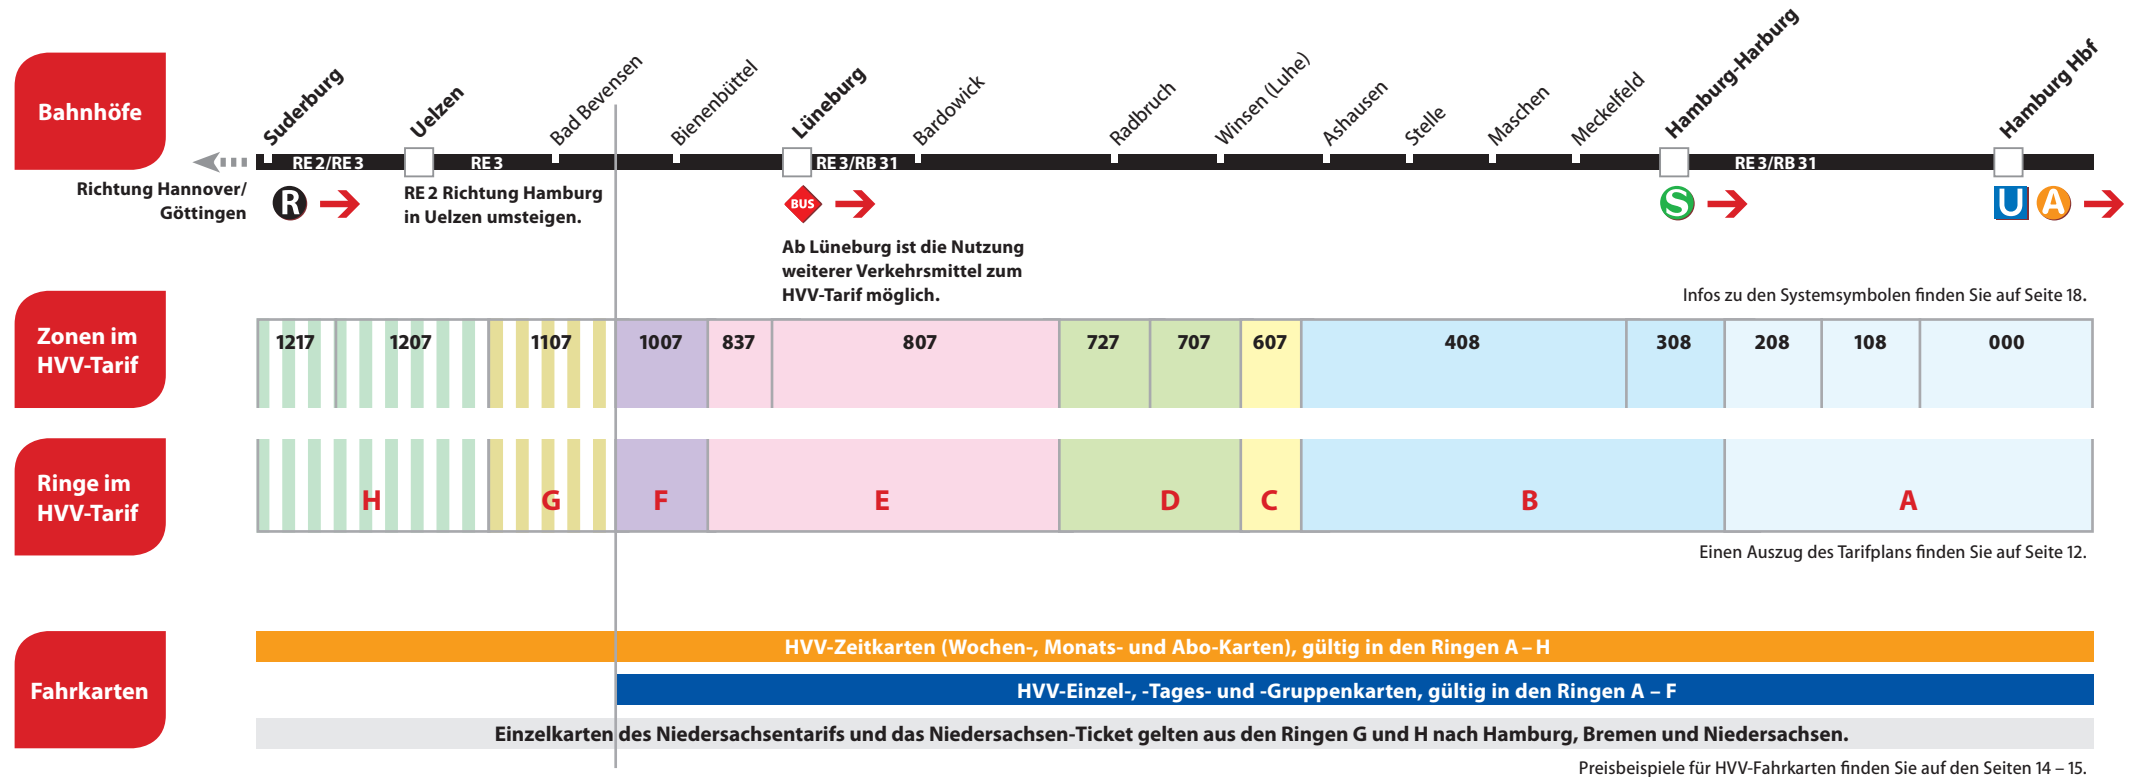 Bahnhöfe
Suderburg
Uelzen
Bad Bevensen
Bienenbüttel
Lüneburg
Bardowick
Radbruch
Winsen (Luhe)
Ashausen
Stelle
Maschen
Meckelfeld
Hamburg-Harburg
Hamburg Hbf
RE 2/RE 3
RE 3
RE 3/RB 31
RE 3/RB 31
Richtung Hannover/
Göttingen
R
RE 2 Richtung Hamburg
in Uelzen umsteigen.
BUS
S
U A
Ab Lüneburg ist die Nutzung
weiterer Verkehrsmittel zum
HVV-Tarif möglich.
Infos zu den Systemsymbolen finden Sie auf Seite 18.
Zonen im
HVV-Tarif
1217 1207 1107 1007 837 807 727 707 607 408 308 208 108 000
Ringe im
HVV-Tarif
H G F E D C B A
Einen Auszug des Tarifplans finden Sie auf Seite 12.
Fahrkarten
HVV-Zeitkarten (Wochen-, Monats- und Abo-Karten), gültig in den Ringen A – H
HVV-Einzel-, -Tages- und -Gruppenkarten, gültig in den Ringen A – F
Einzelkarten des Niedersachsentarifs und das Niedersachsen-Ticket gelten aus den Ringen G und H nach Hamburg, Bremen und Niedersachsen.
Preisbeispiele für HVV-Fahrkarten finden Sie auf den Seiten 14 – 15.